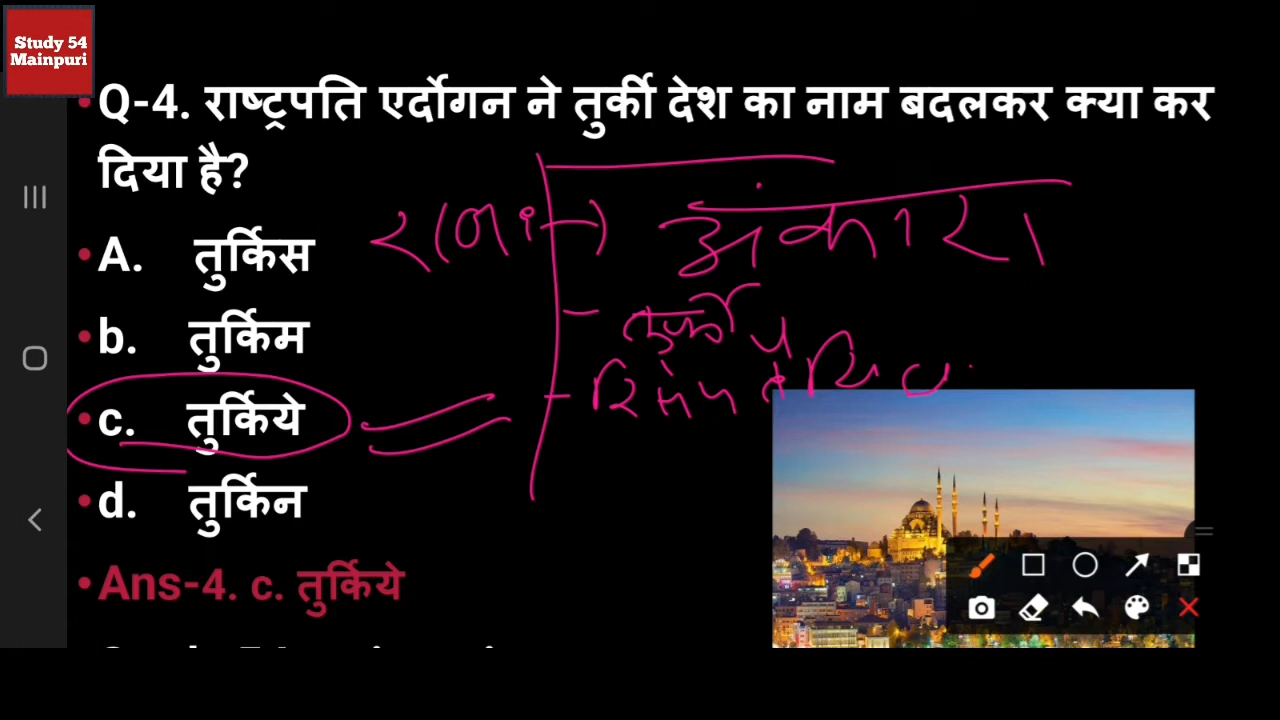 Study 54
Mainpuri
Q-4. राष्ट्रपति एर्दोगन ने तुर्की देश का नाम बदलकर क्या कर
दिया है?
A. तुर्किस
b. तुर्किम
c. तुर्किये
d. तुर्किन
Ans-4. c. तुर्किये
अंकारा